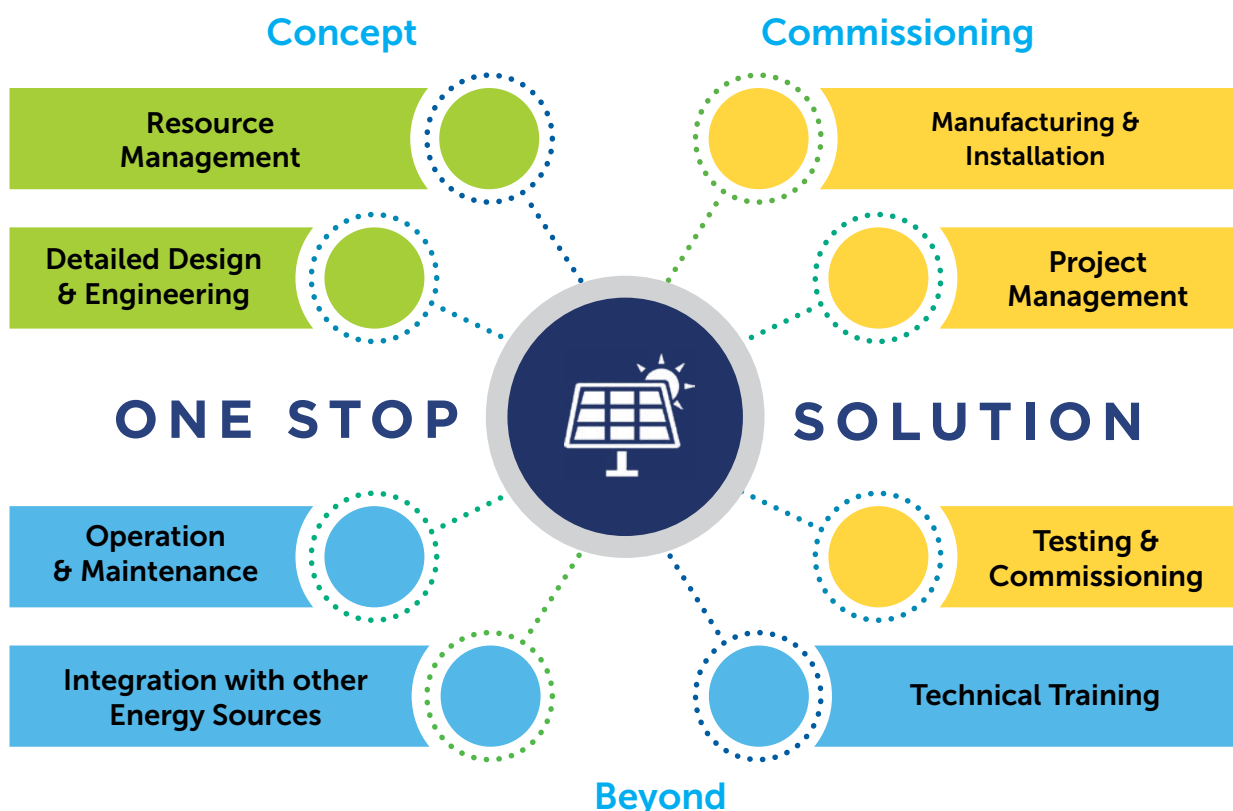 Concept
Commissioning
Resource
Management
Manufacturing &
Installation
Detailed Design
& Engineering
Project
Management
ONE STOP
SOLUTION
Operation
& Maintenance
Testing &
Commissioning
Integration with other
Energy Sources
Technical Training
Beyond